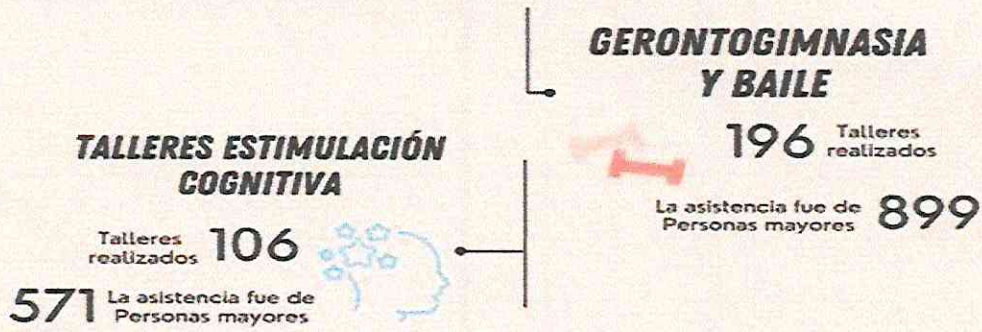 GERONTOGIMNASIA
Y BAILE
196 Talleres
realizados
La asistencia fue de
Personas mayores 899
TALLERES ESTIMULACIÓN
COGNITIVA
Talleres
realizados 106
571 La asistencia fue de
Personas mayores